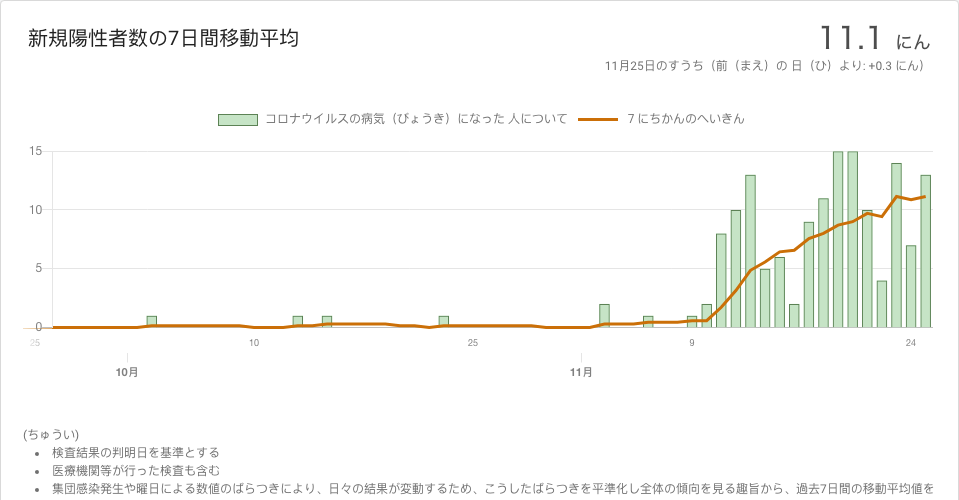 新規陽性者数の7日間移動平均
11.1 にん
11月25日のすうち（前（まえ）の 日（ひ）より: +0.3 にん）
コロナウイルスの病気（びょうき）になった 人について 7 にちかんのへいきん
15
10
5
0
25 10 25 9 24
10月 11月
(ちゅうい)
• 検査結果の判明日を基準とする
• 医療機関等が行った検査も含む
• 集団感染発生や曜日による数値のばらつきにより、日々の結果が変動するため、こうしたばらつきを平準化し全体の傾向を見る趣旨から、過去7日間の移動平均値を